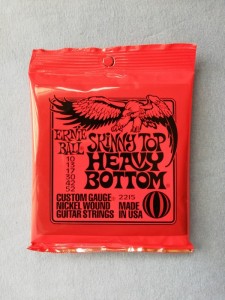 ERNIE
BALL
SKINNY TOP
HEAVY
BOTTOM
10
13
17
30
42
52
CUSTOM GAUGE
NICKEL WOUND
GUITAR STRINGS
2215
MADE IN
USA